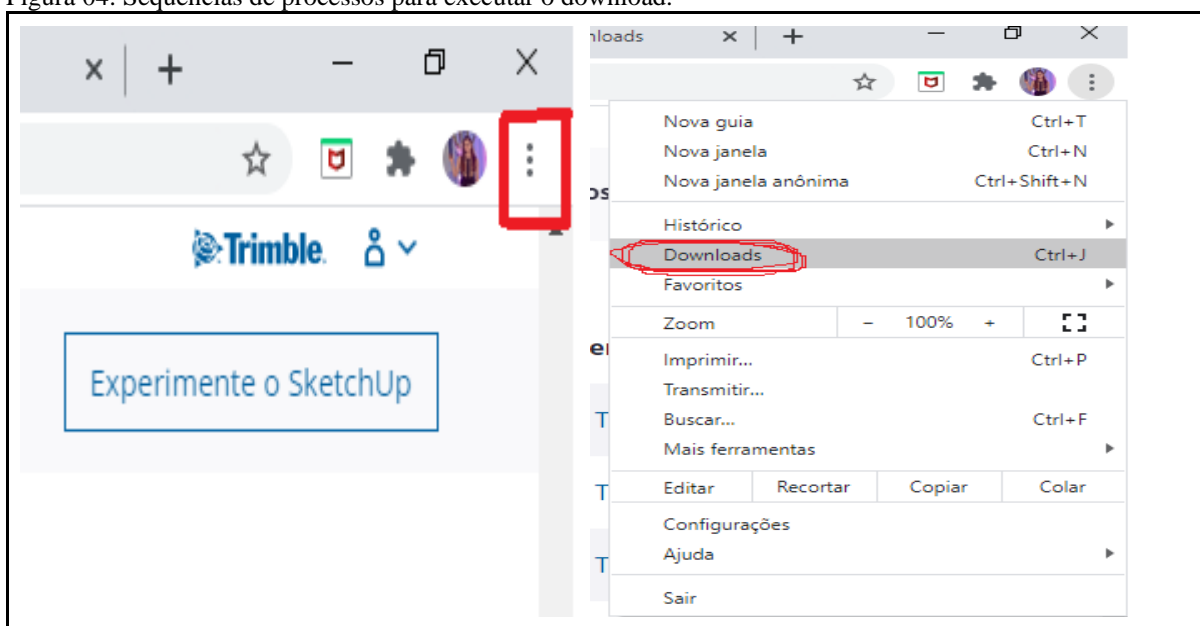 Figura 04: Sequências de processos para executar o download.
Trimble.
Experimente o SketchUp
nloads
Nova guia Ctrl+T
Nova janela Ctrl+N
Nova janela anônima Ctrl+Shift+N
os
Histórico
Downloads Ctrl+J
Favoritos
Zoom - 100% +
er
Imprimir... Ctrl+P
Transmitir...
T
Buscar... Ctrl+F
Mais ferramentas
T
Editar Recortar Copiar Colar
Configurações
T
Ajuda
Sair